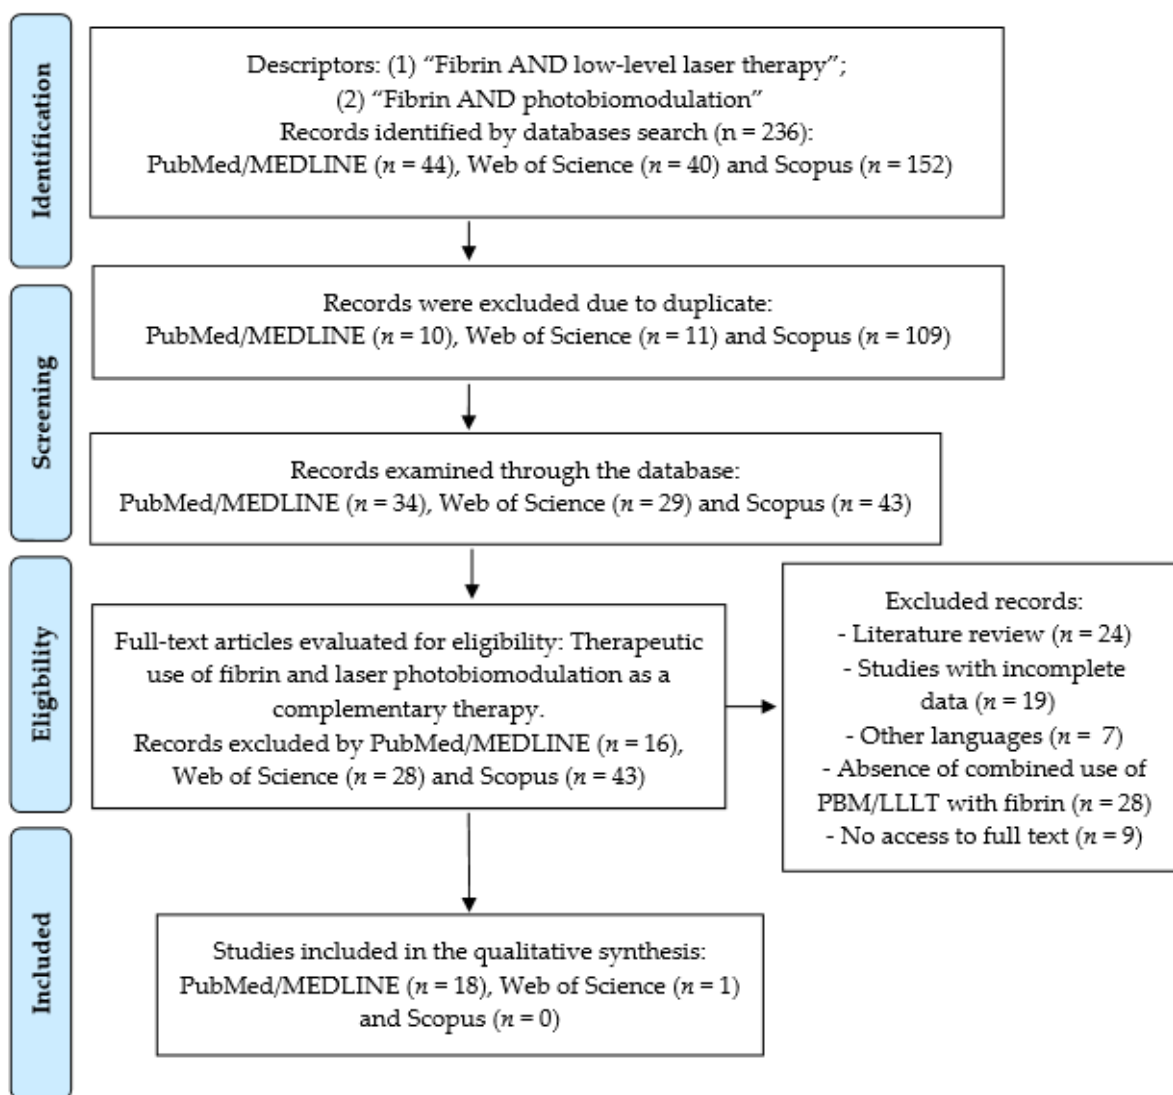 Identification
Descriptors: (1) “Fibrin AND low-level laser therapy”;
(2) “Fibrin AND photobiomodulation”
Records identified by databases search (n = 236):
PubMed/MEDLINE (n = 44), Web of Science (n = 40) and Scopus (n = 152)
Screening
Records were excluded due to duplicate:
PubMed/MEDLINE (n = 10), Web of Science (n = 11) and Scopus (n = 109)
Records examined through the database:
PubMed/MEDLINE (n = 34), Web of Science (n = 29) and Scopus (n = 43)
Eligibility
Full-text articles evaluated for eligibility: Therapeutic
use of fibrin and laser photobiomodulation as a
complementary therapy.
Records excluded by PubMed/MEDLINE (n = 16),
Web of Science (n = 28) and Scopus (n = 43)
Excluded records:
- Literature review (n = 24)
- Studies with incomplete
data (n = 19)
- Other languages (n = 7)
- Absence of combined use of
PBM/LLLT with fibrin (n = 28)
- No access to full text (n = 9)
Included
Studies included in the qualitative synthesis:
PubMed/MEDLINE (n = 18), Web of Science (n = 1)
and Scopus (n = 0)